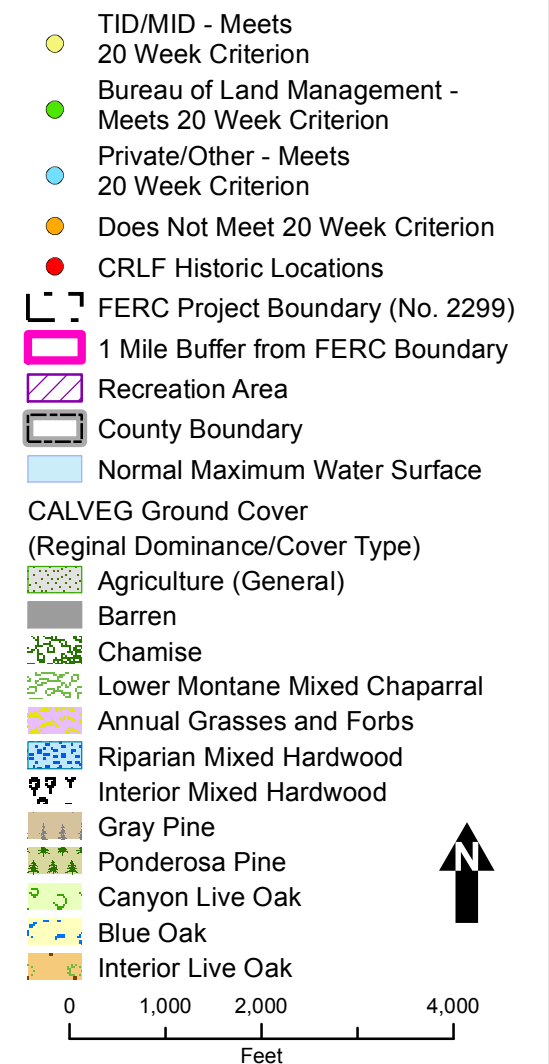 TID/MID - Meets
20 Week Criterion
Bureau of Land Management -
Meets 20 Week Criterion
Private/Other - Meets
20 Week Criterion
Does Not Meet 20 Week Criterion
CRLF Historic Locations
FERC Project Boundary (No. 2299)
1 Mile Buffer from FERC Boundary
Recreation Area
County Boundary
Normal Maximum Water Surface
CALVEG Ground Cover
(Reginal Dominance/Cover Type)
Agriculture (General)
Barren
Chamise
Lower Montane Mixed Chaparral
Annual Grasses and Forbs
Riparian Mixed Hardwood
Interior Mixed Hardwood
Gray Pine
Ponderosa Pine
N
Canyon Live Oak
Blue Oak
Interior Live Oak
0 1,000 2,000 4,000
Feet